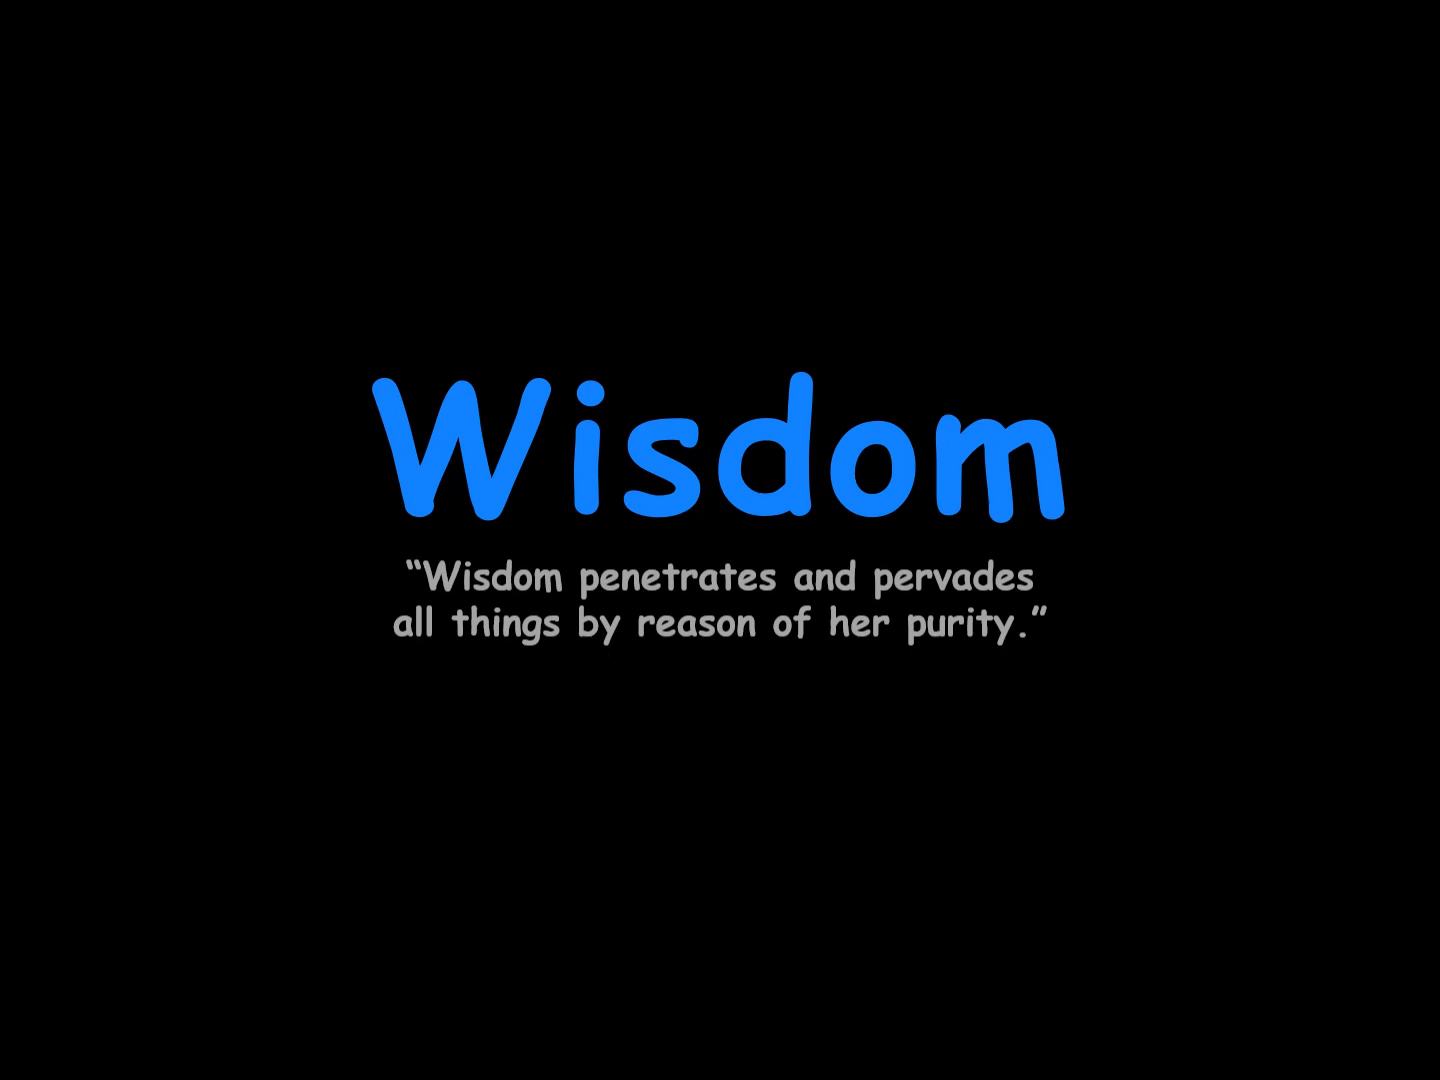 Wisdom
“Wisdom penetrates and pervades
all things by reason of her purity.”